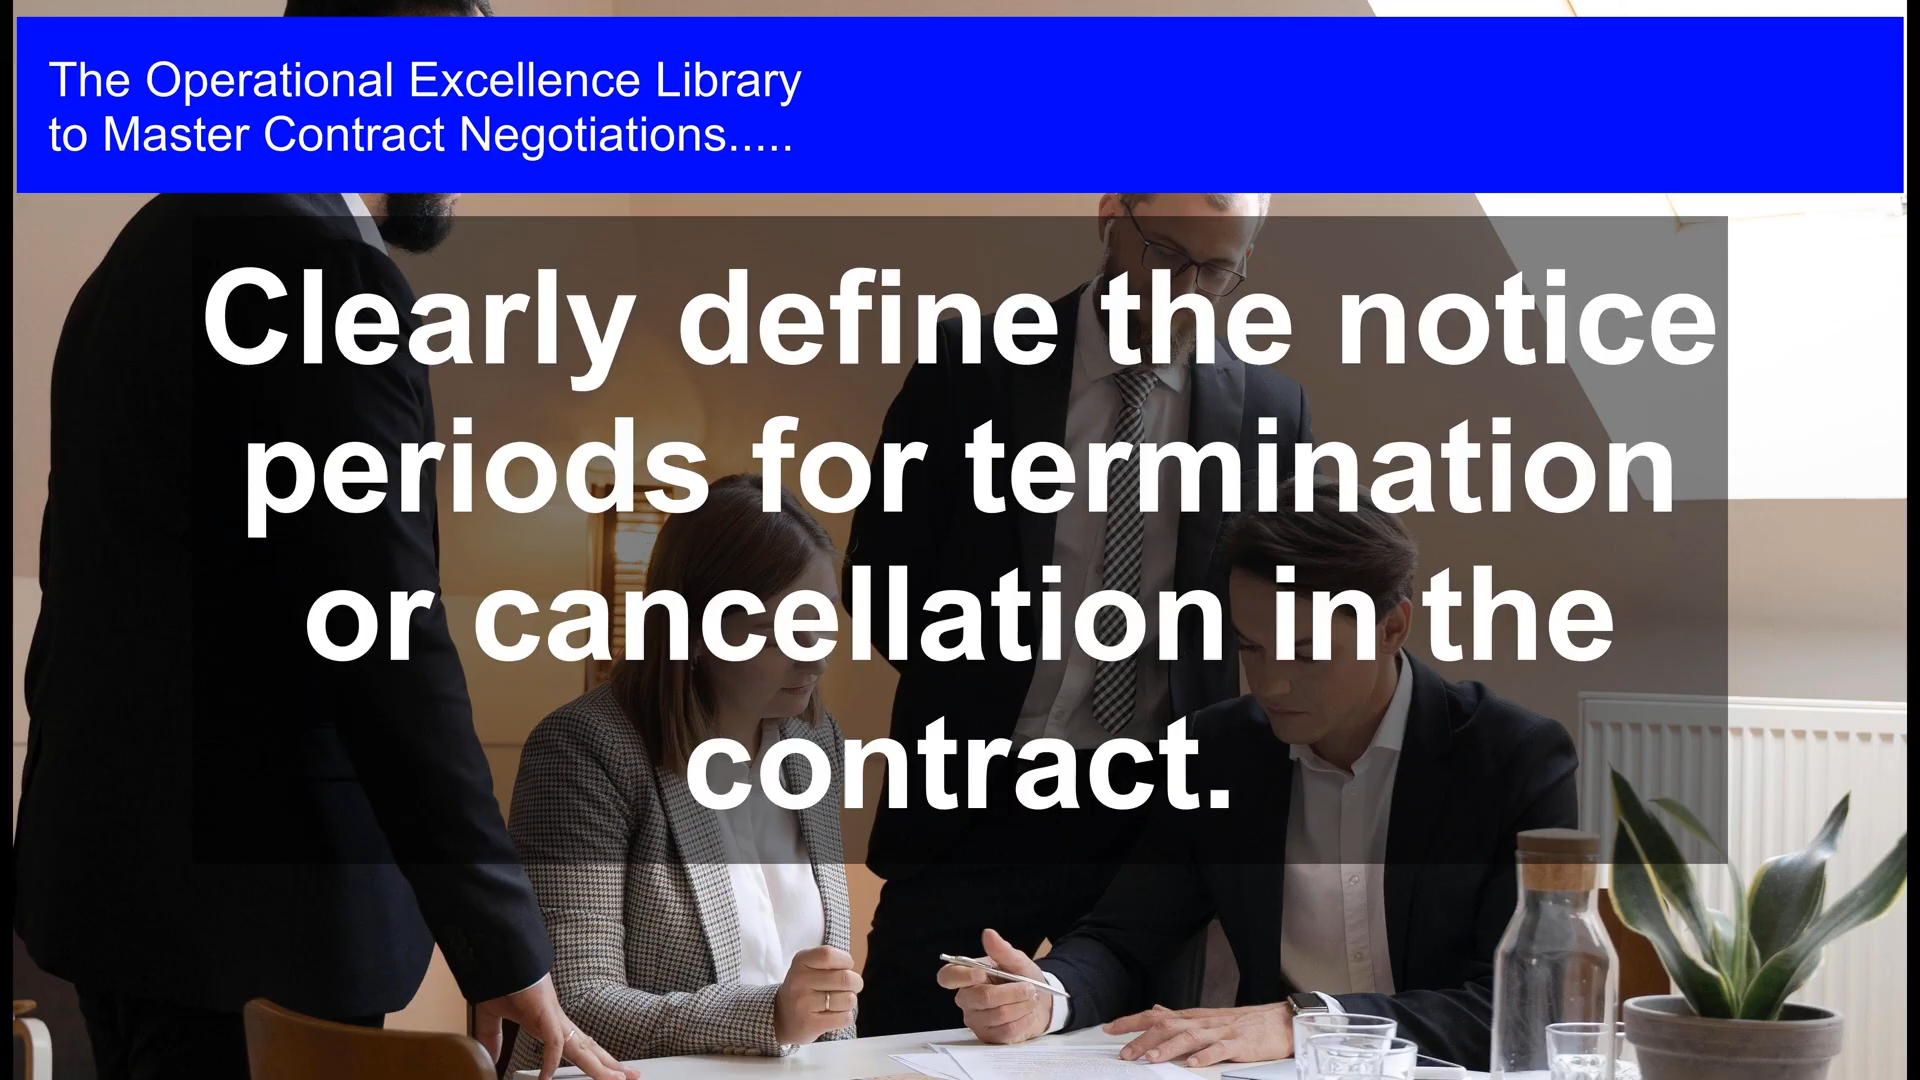 The Operational Excellence Library
to Master Contract Negotiations.....
Clearly define the notice
periods for termination
or cancellation in the
contract.